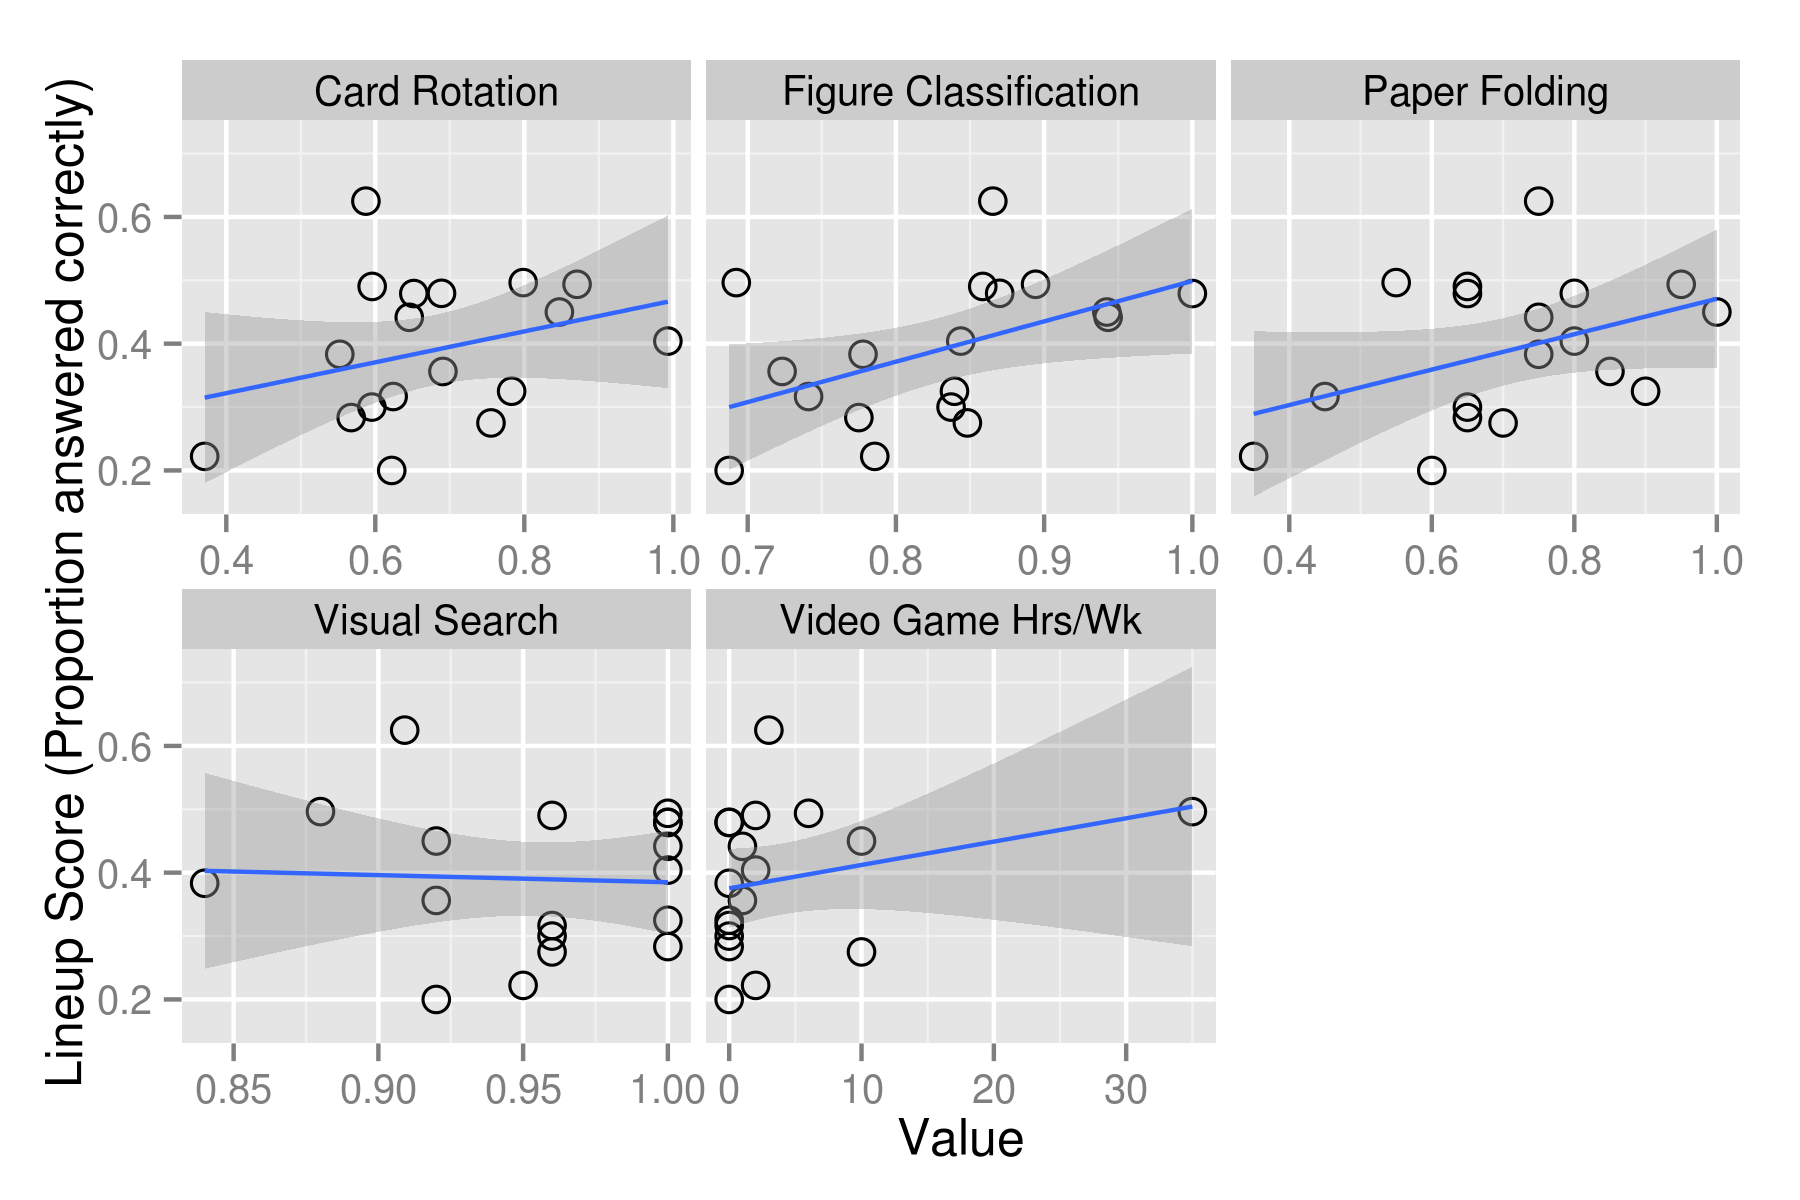 Lineup Score (Proportion answered correctly)
Card Rotation
Figure Classification
Paper Folding
0.6
0.4
0.2
0.4 0.6 0.8 1.0
0.7 0.8 0.9 1.0
0.4 0.6 0.8 1.0
Visual Search
Video Game Hrs/Wk
0.6
0.4
0.2
0.85 0.90 0.95 1.00
0 10 20 30
Value